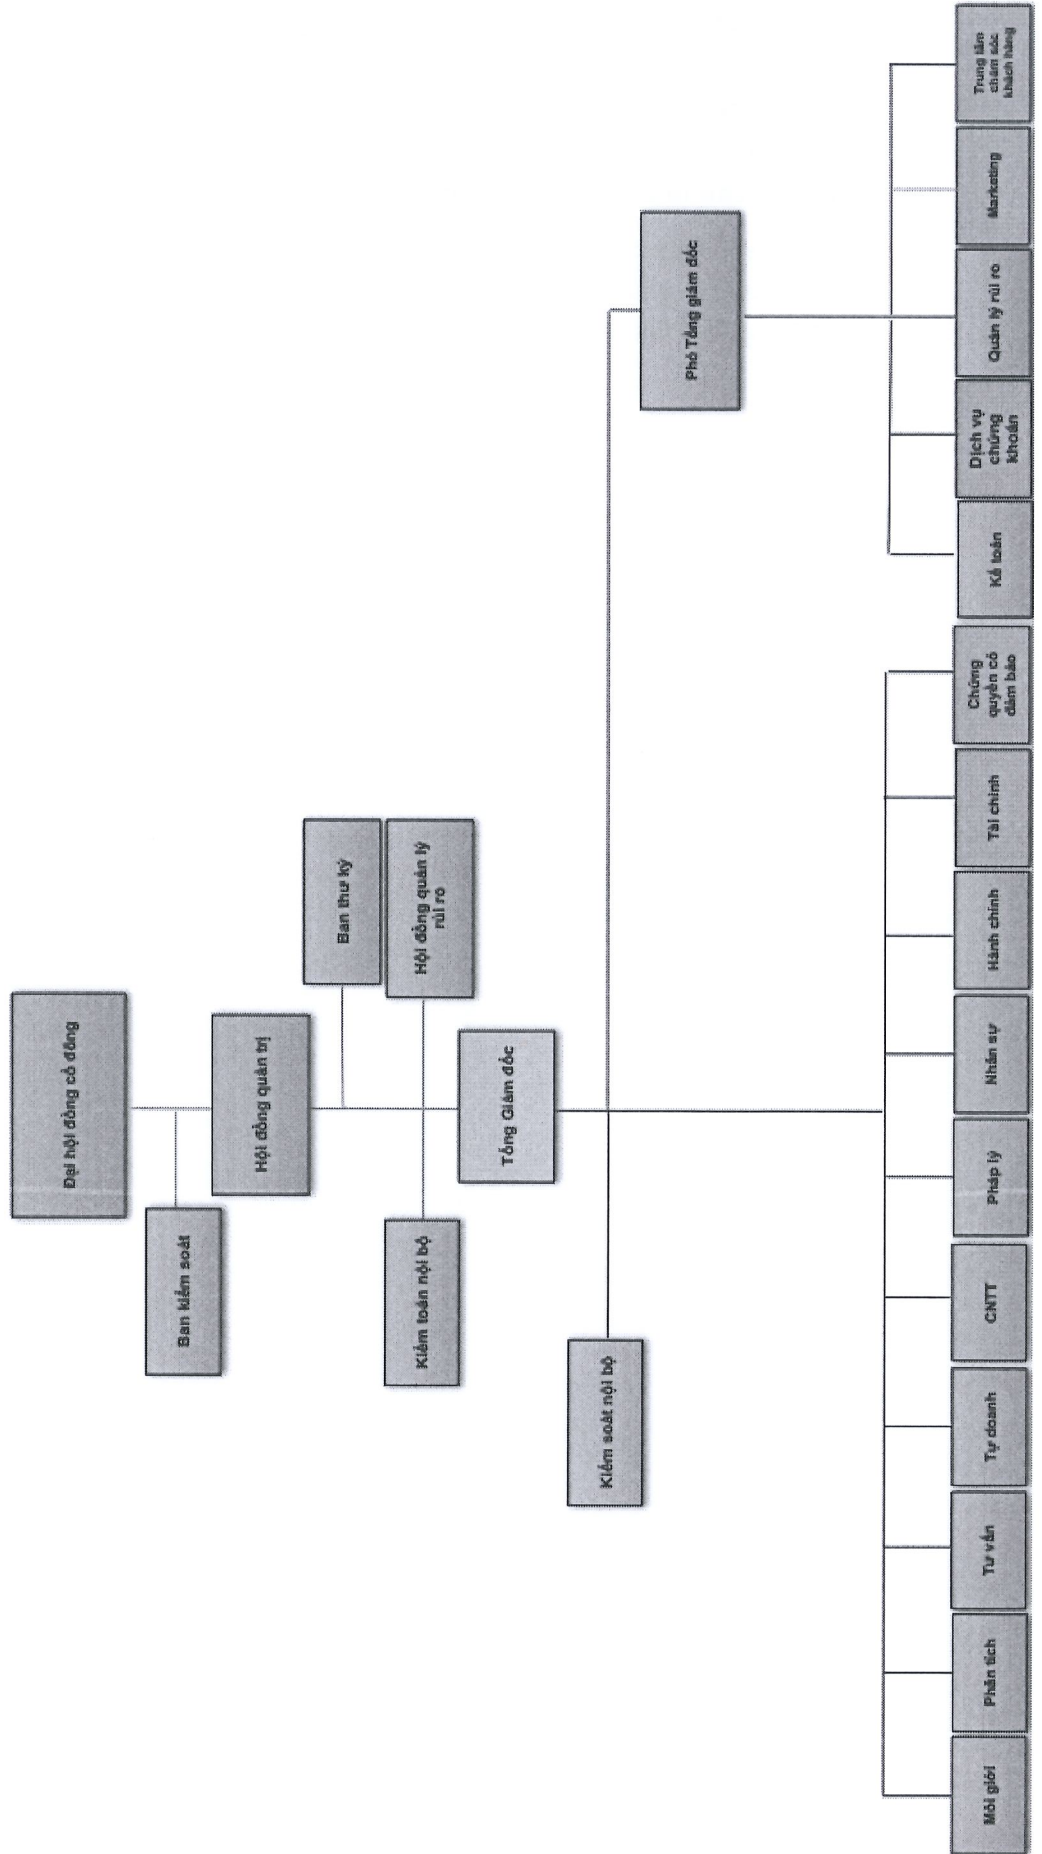 Đại hội đồng cổ đông
Ban kiểm soát
Hội đồng quản trị
Ban thư ký
Kiểm toán nội bộ
Hội đồng quản lý
rủi ro
Tổng Giám đốc
Kiểm soát nội bộ
Phó Tổng giám đốc
Môi giới
Phân tích
Tư vấn
Tự doanh
CNTT
Pháp lý
Nhân sự
Hành chính
Tài chính
Chứng
quyền có
đảm bảo
Kế toán
Dịch vụ
chứng
khoán
Quản lý rủi ro
Marketing
Trung tâm
chăm sóc
khách hàng